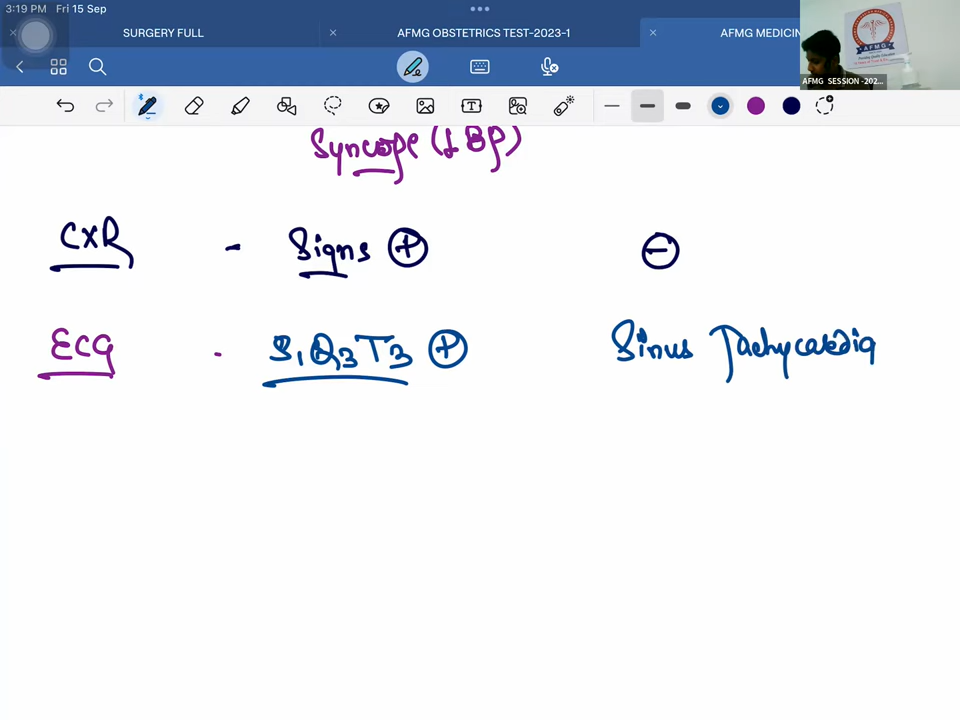 3:19 PM Fri 15 Sep
SURGERY FULL
AFMG OBSTETRICS TEST-2023-1
AFMG MEDICIN
AFMG
AFMG SESSION -202...
Syncope (↓BP)
CXR - Signs ⊕ ⊖
ECG - S1Q3T3 ⊕ Sinus Tachycardia